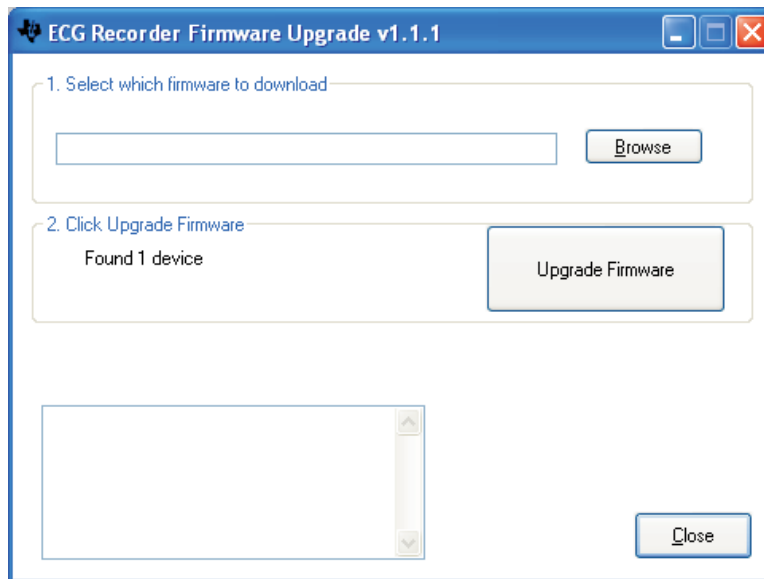 ECG Recorder Firmware Upgrade v1.1.1
1. Select which firmware to download
Browse
2. Click Upgrade Firmware
Found 1 device
Upgrade Firmware
Close